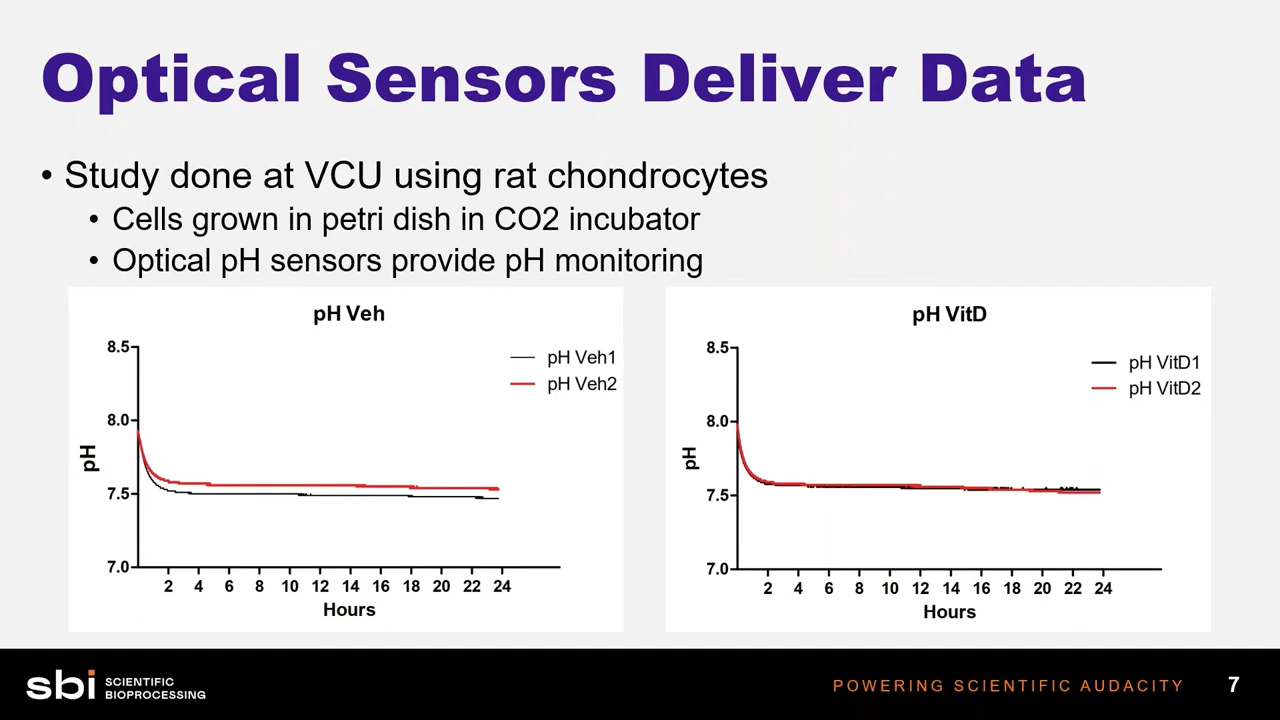 Optical Sensors Deliver Data
• Study done at VCU using rat chondrocytes
• Cells grown in petri dish in CO2 incubator
• Optical pH sensors provide pH monitoring
pH Veh
8.5
8.0
7.5
7.0
pH
pH Veh1
pH Veh2
2 4 6 8 10 12 14 16 18 20 22 24
Hours
pH VitD
8.5
8.0
7.5
7.0
pH
pH VitD1
pH VitD2
2 4 6 8 10 12 14 16 18 20 22 24
Hours
sbi SCIENTIFIC
BIOPROCESSING
POWERING SCIENTIFIC AUDACITY 7